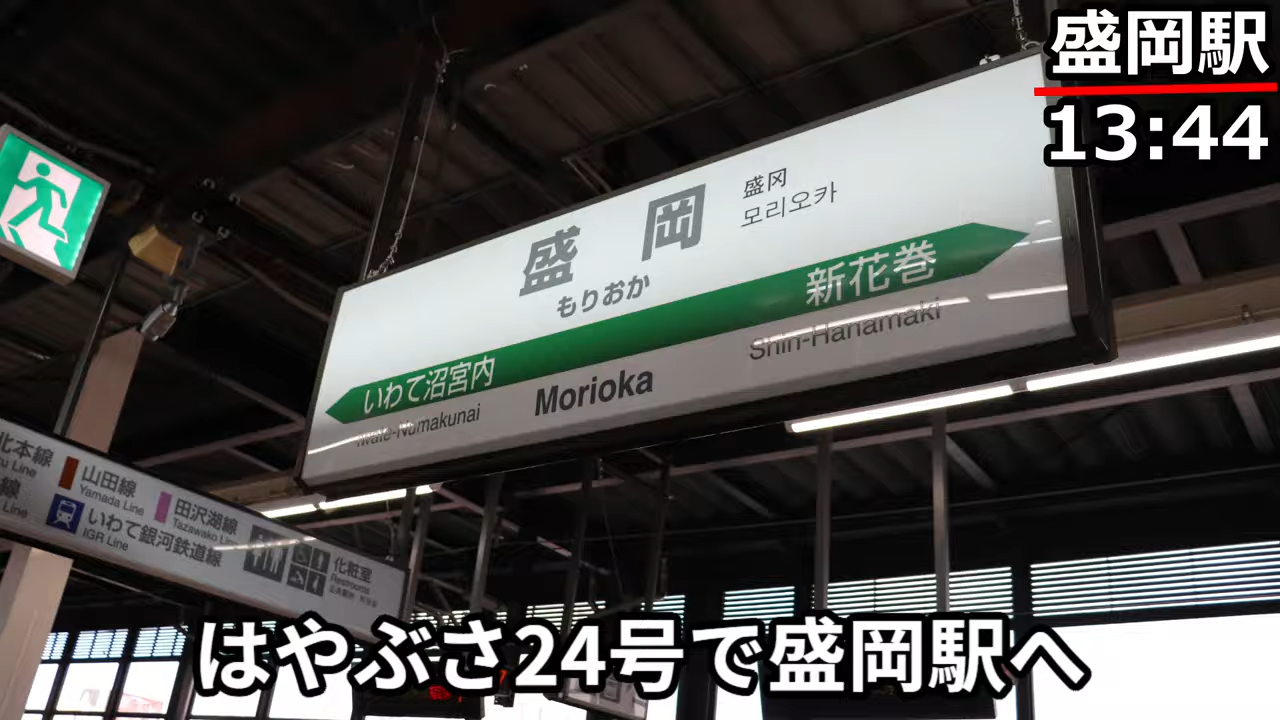 盛岡駅
13:44
盛岡
盛冈
모리오카
もりおか
新花巻
Shin-Hanamaki
いわて沼宮内
Iwate-Numakunai
Morioka
北本線
山田線
Yamada Line
田沢湖線
Tazawako Line
線
Line
いわて銀河鉄道線
IGR Line
化粧室
Restrooms
はやぶさ24号で盛岡駅へ